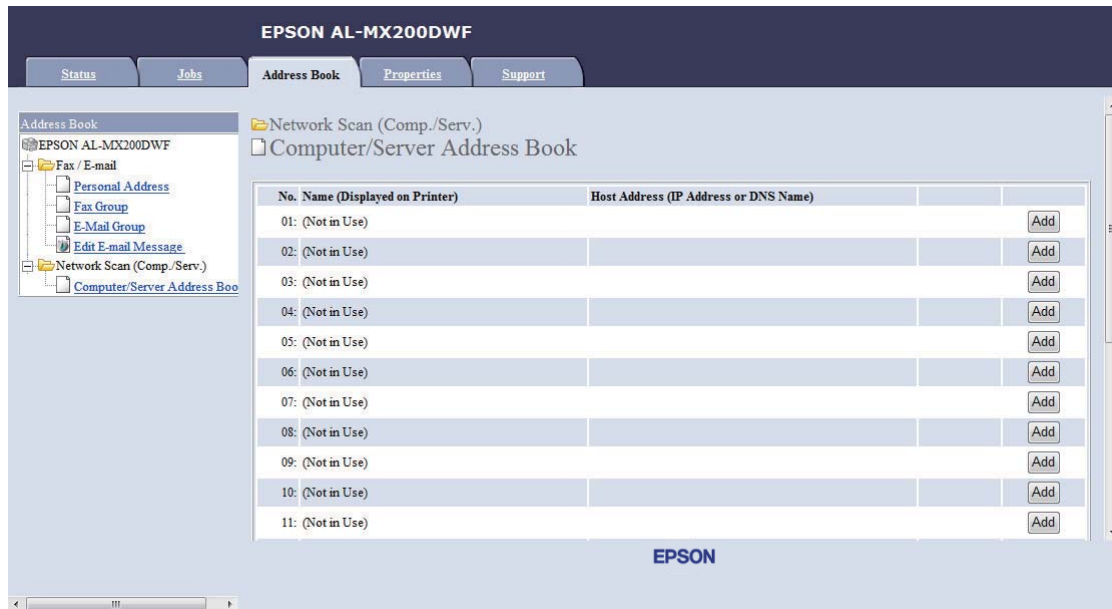 EPSON AL-MX200DWF
Status Jobs Address Book Properties Support
Address Book
EPSON AL-MX200DWF
Fax / E-mail
Personal Address
Fax Group
E-Mail Group
Edit E-mail Message
Network Scan (Comp./Serv.)
Computer/Server Address Boo
Network Scan (Comp./Serv.)
Computer/Server Address Book
No. Name (Displayed on Printer) Host Address (IP Address or DNS Name)
01: (Not in Use) Add
02: (Not in Use) Add
03: (Not in Use) Add
04: (Not in Use) Add
05: (Not in Use) Add
06: (Not in Use) Add
07: (Not in Use) Add
08: (Not in Use) Add
09: (Not in Use) Add
10: (Not in Use) Add
11: (Not in Use) Add
EPSON